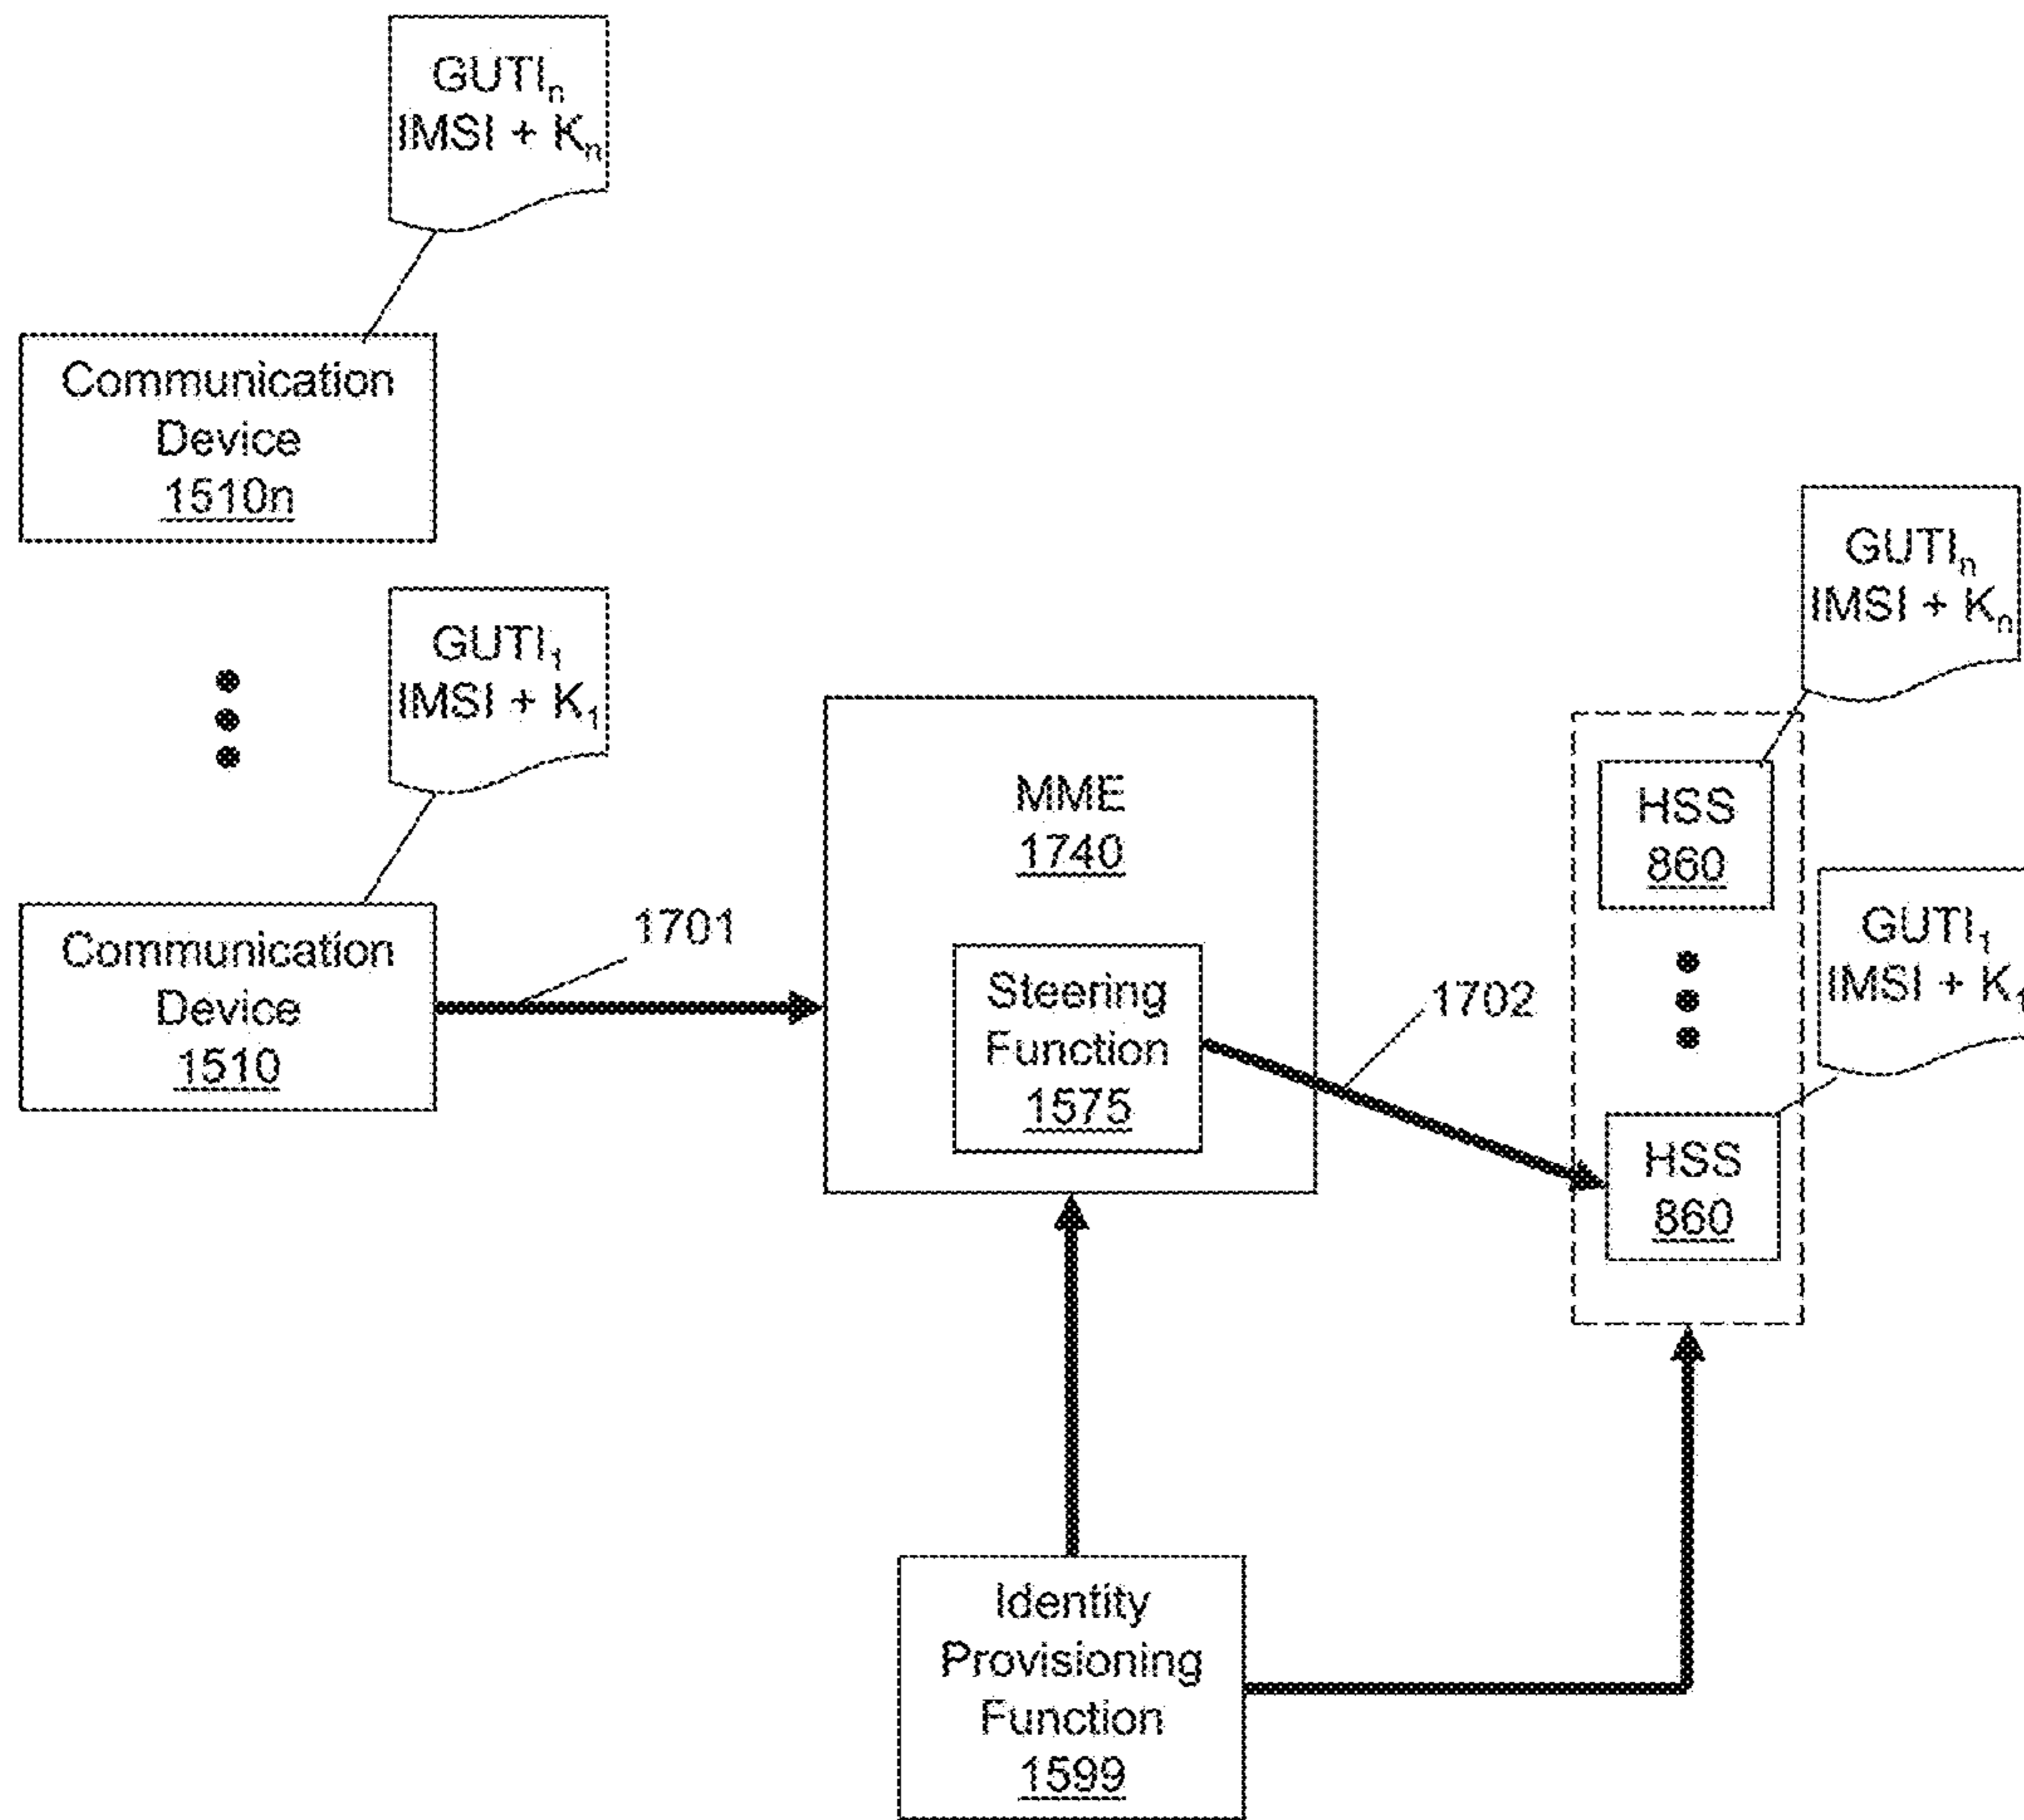 GUTIₙ
IMSI + Kₙ
Communication
Device
1510n
GUTI₁
IMSI + K₁
Communication
Device
1510
1701
MME
1740
Steering
Function
1575
1702
GUTIₙ
IMSI + Kₙ
HSS
860
GUTI₁
IMSI + K₁
HSS
860
Identity
Provisioning
Function
1599